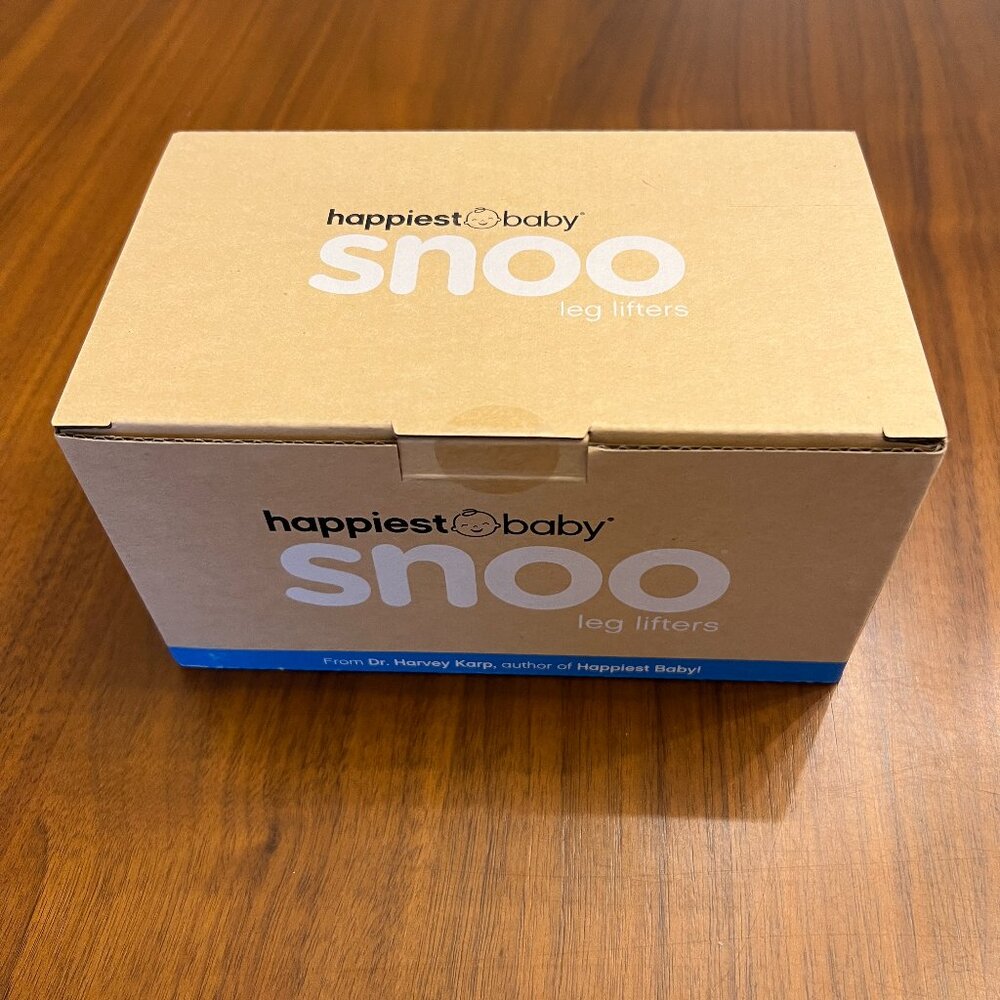 happiest baby
snoo
leg lifters
happiest baby
snoo
leg lifters
From Dr. Harvey Karp, author of Happiest Baby!